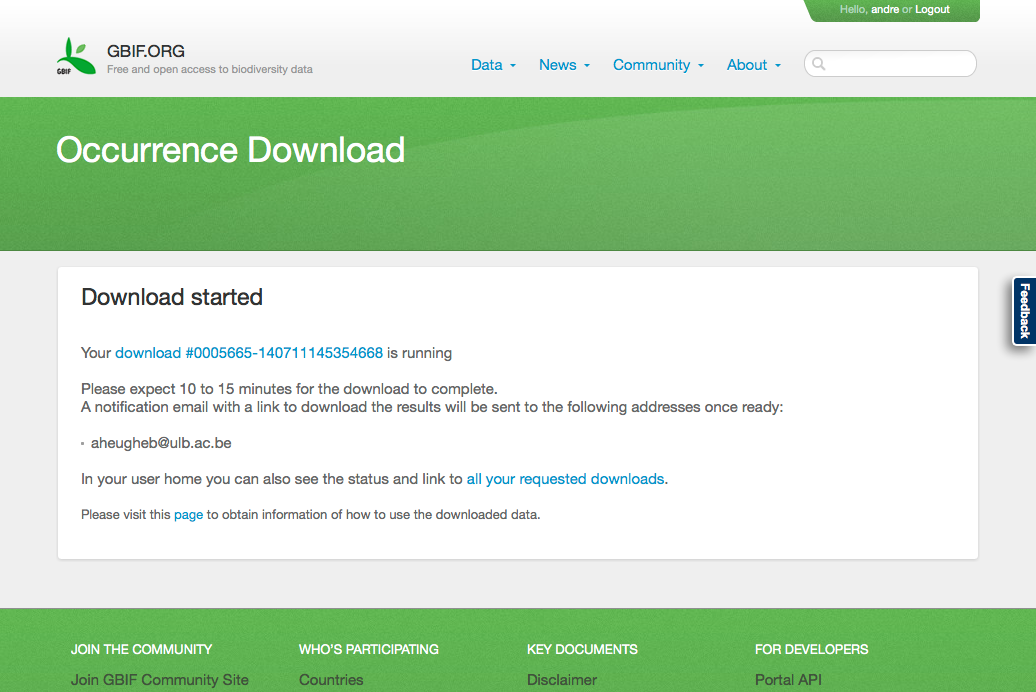 Hello, andre or Logout
GBIF
GBIF.ORG
Free and open access to biodiversity data
Data News Community About
Occurrence Download
Feedback
Download started
Your download #0005665-140711145354668 is running
Please expect 10 to 15 minutes for the download to complete.
A notification email with a link to download the results will be sent to the following addresses once ready:
aheugheb@ulb.ac.be
In your user home you can also see the status and link to all your requested downloads.
Please visit this page to obtain information of how to use the downloaded data.
JOIN THE COMMUNITY WHO'S PARTICIPATING KEY DOCUMENTS FOR DEVELOPERS
Join GBIF Community Site Countries Disclaimer Portal API